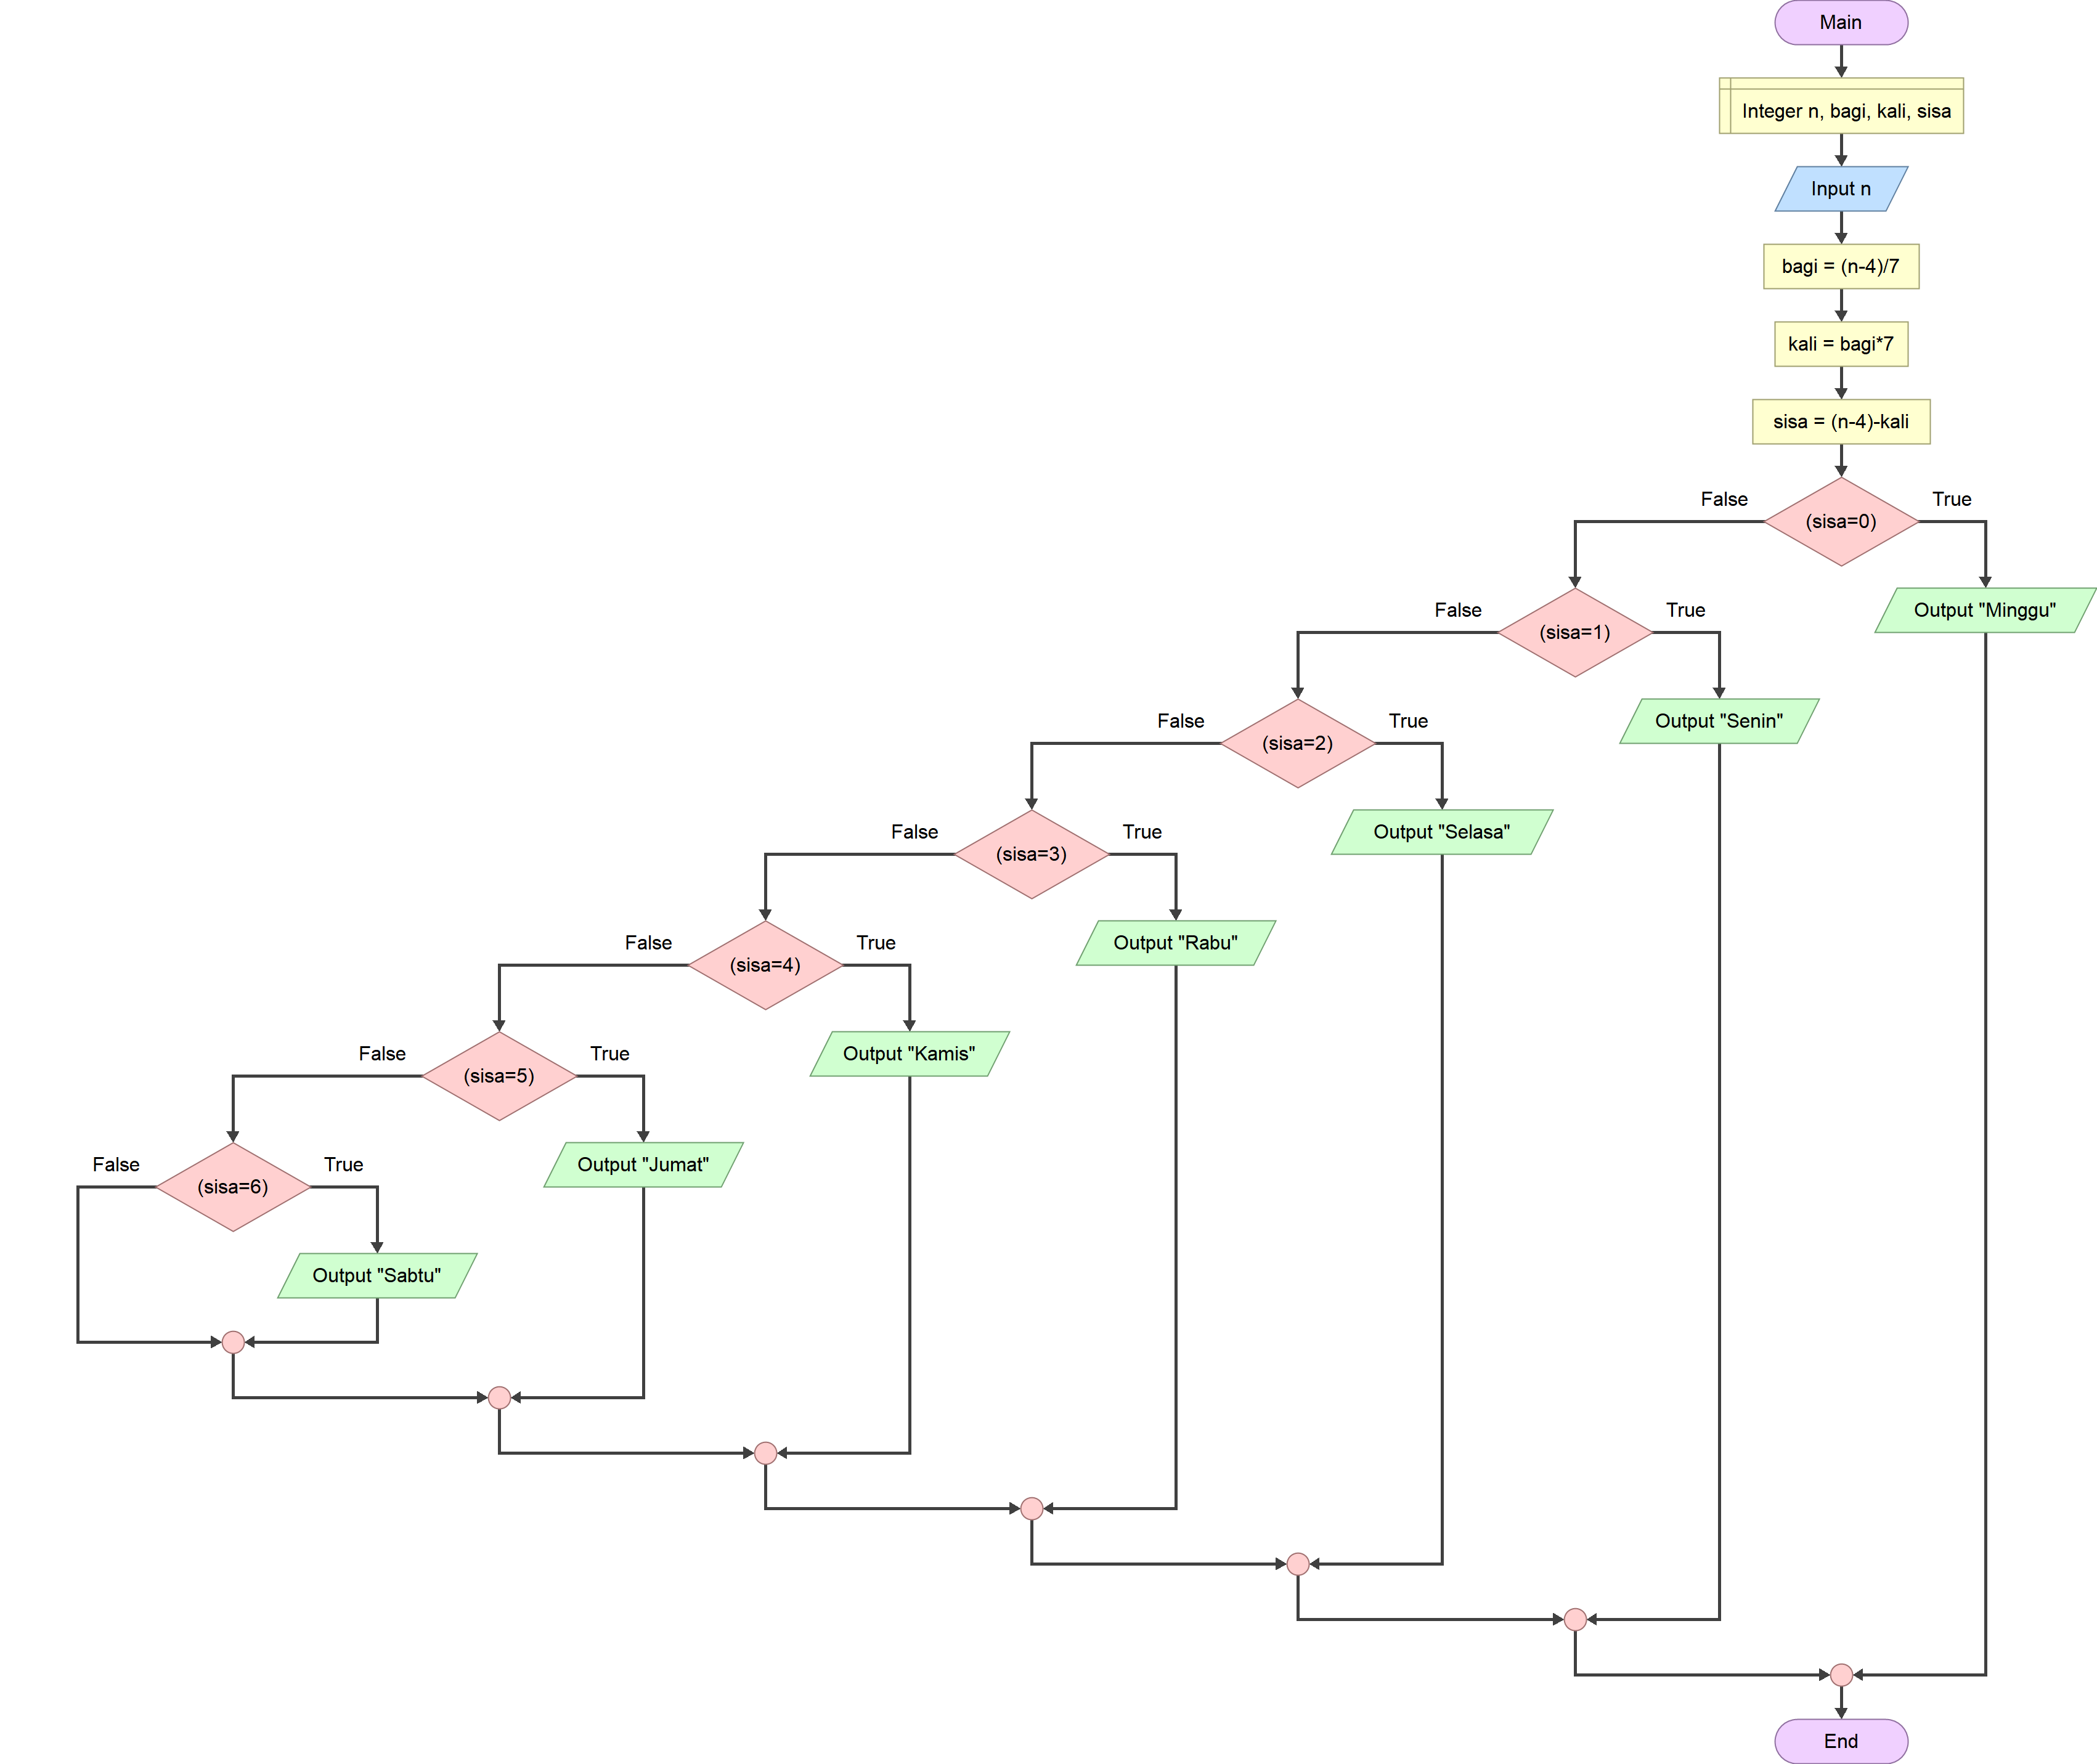 Main
Integer n, bagi, kali, sisa
Input n
bagi = (n-4)/7
kali = bagi*7
sisa = (n-4)-kali
False
True
(sisa=0)
False
True
Output "Minggu"
(sisa=1)
False
True
Output "Senin"
(sisa=2)
False
True
Output "Selasa"
(sisa=3)
False
True
Output "Rabu"
(sisa=4)
False
True
Output "Kamis"
(sisa=5)
False
True
Output "Jumat"
(sisa=6)
Output "Sabtu"
End